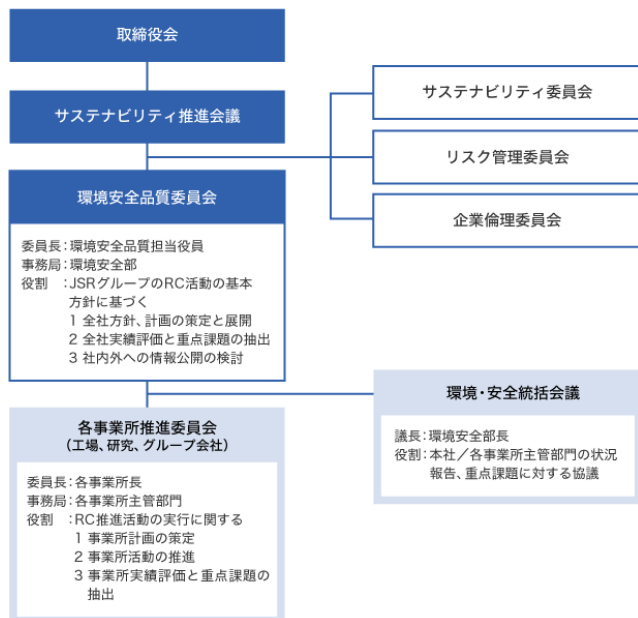 取締役会
サステナビリティ推進会議
サステナビリティ委員会
リスク管理委員会
企業倫理委員会
環境安全品質委員会
委員長：環境安全品質担当役員
事務局：環境安全部
役割　：JSRグループのRC活動の基本
方針に基づく
1 全社方針、計画の策定と展開
2 全社実績評価と重点課題の抽出
3 社内外への情報公開の検討
環境・安全統括会議
議長：環境安全部長
役割：本社／各事業所主管部門の状況
報告、重点課題に対する協議
各事業所推進委員会
（工場、研究、グループ会社）
委員長：各事業所長
事務局：各事業所主管部門
役割　：RC推進活動の実行に関する
1 事業所計画の策定
2 事業所活動の推進
3 事業所実績評価と重点課題の
抽出